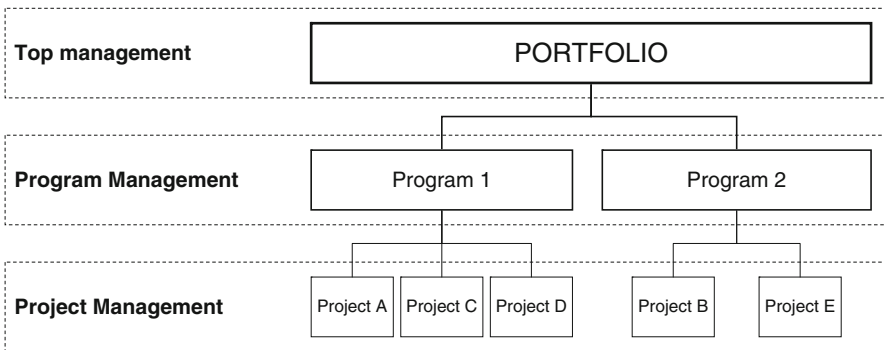 Top management
PORTFOLIO
Program Management
Program 1
Program 2
Project Management
Project A
Project C
Project D
Project B
Project E